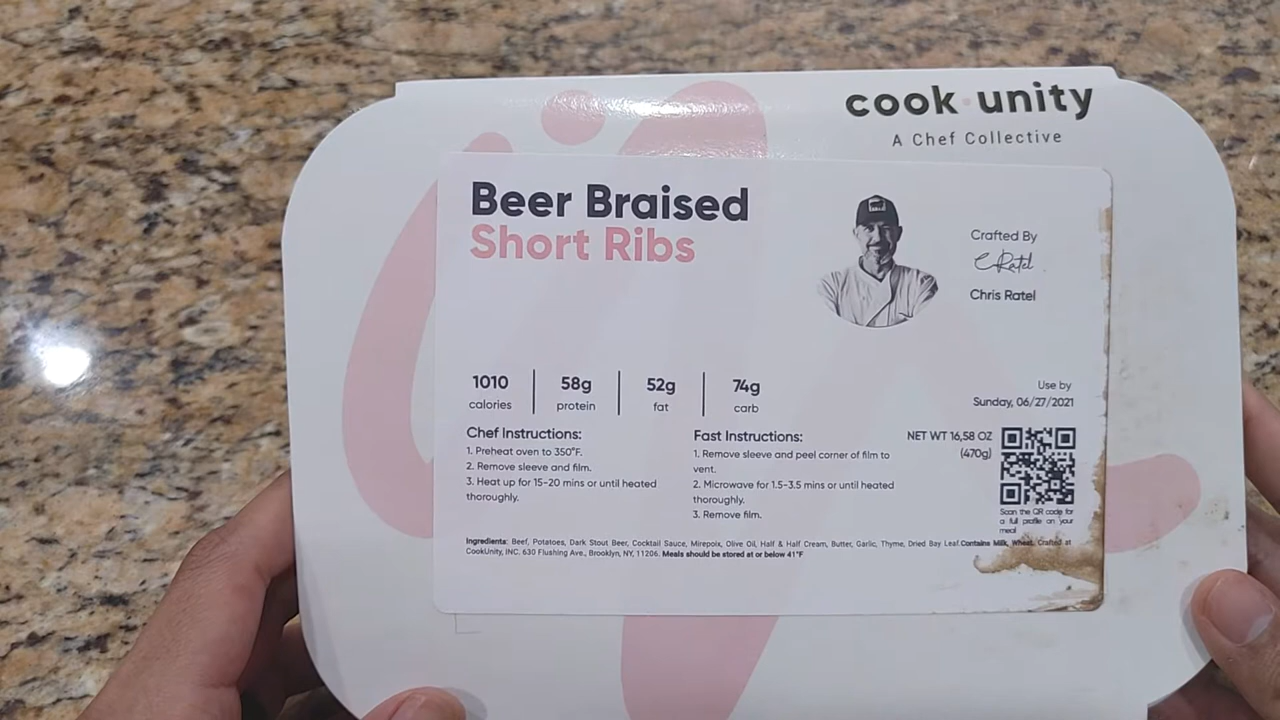 cook unity
A Chef Collective
Beer Braised
Short Ribs
Crafted By
CRatel
Chris Ratel
1010
calories
58g
protein
52g
fat
74g
carb
Use by
Sunday, 06/27/2021
NET WT 16,58 OZ
(470g)
Chef Instructions:
1. Preheat oven to 350°F.
2. Remove sleeve and film.
3. Heat up for 15-20 mins or until heated
thoroughly.
Fast Instructions:
1. Remove sleeve and peel corner of film to
vent.
2. Microwave for 1.5-3.5 mins or until heated
thoroughly.
3. Remove film.
Scan the QR code for
a full profile on your
meal
Ingredients: Beef, Potatoes, Dark Stout Beer, Cocktail Sauce, Mirepoix, Olive Oil, Half & Half Cream, Butter, Garlic, Thyme, Dried Bay Leaf.Contains Milk, Wheat. Crafted at
CookUnity, INC. 630 Flushing Ave., Brooklyn, NY, 11206. Meals should be stored at or below 41°F